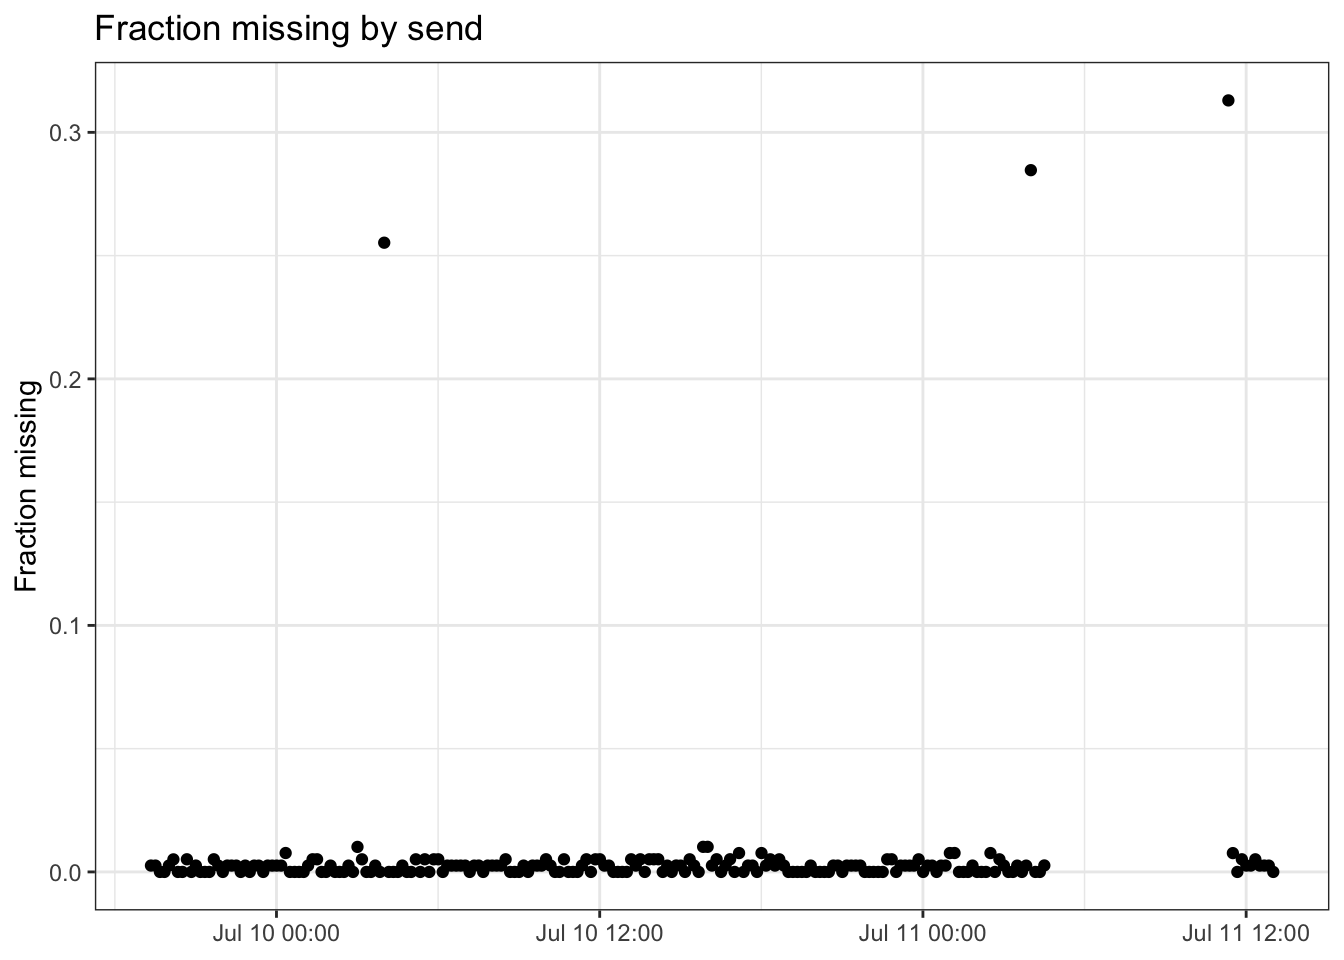 Fraction missing by send
Fraction missing
0.3
0.2
0.1
0.0
Jul 10 00:00
Jul 10 12:00
Jul 11 00:00
Jul 11 12:00